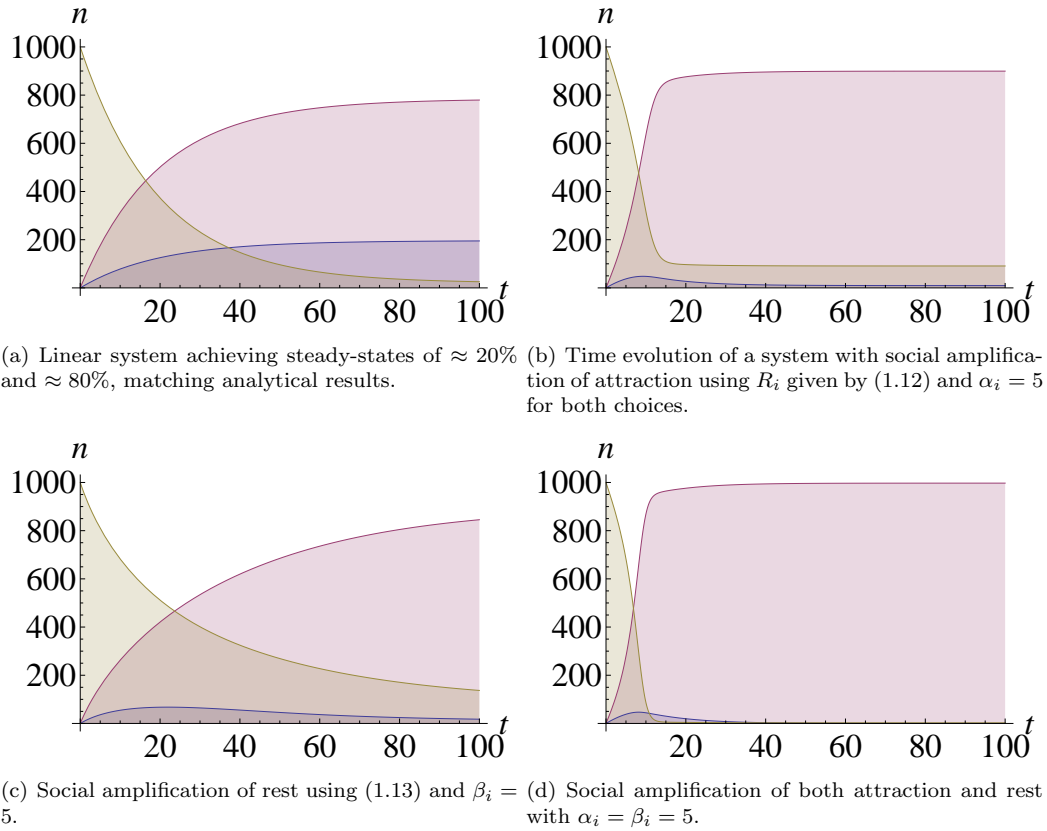 n
1000
800
600
400
200
20 40 60 80 100 t
n
1000
800
600
400
200
20 40 60 80 100 t
(a) Linear system achieving steady-states of ≈ 20%
and ≈ 80%, matching analytical results.
(b) Time evolution of a system with social amplifica-
tion of attraction using R_i given by (1.12) and α_i = 5
for both choices.
n
1000
800
600
400
200
20 40 60 80 100 t
n
1000
800
600
400
200
20 40 60 80 100 t
(c) Social amplification of rest using (1.13) and β_i =
5.
(d) Social amplification of both attraction and rest
with α_i = β_i = 5.